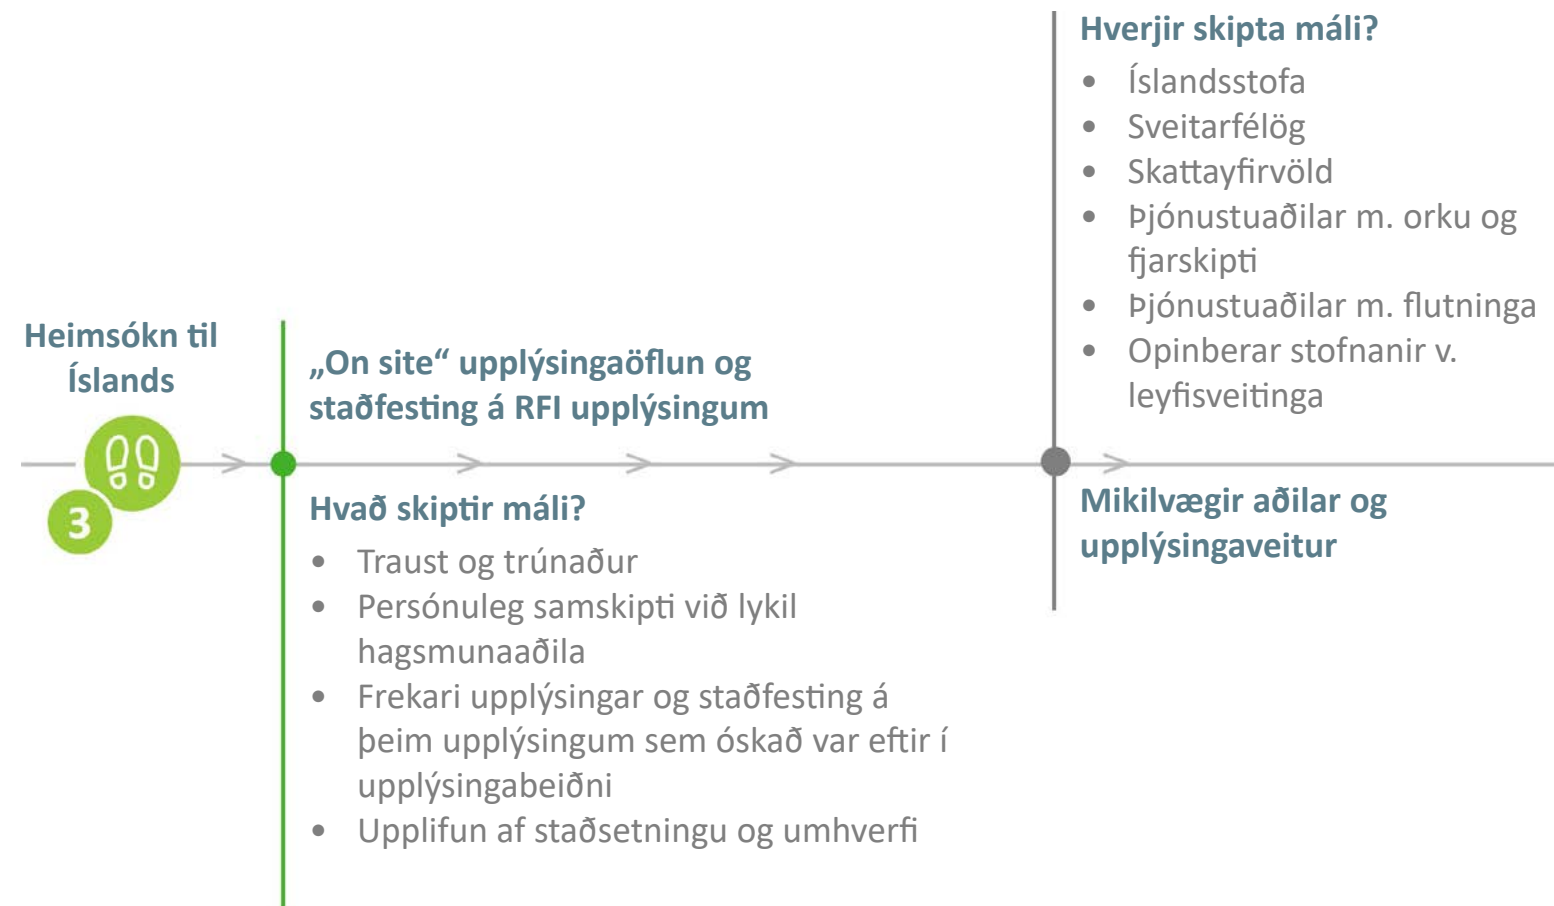 Heimsókn til
Íslands
3
„On site“ upplýsingaöflun og
staðfesting á RFI upplýsingum
Hvað skiptir máli?
• Traust og trúnaður
• Persónuleg samskipti við lykil
hagsmunaaðila
• Frekari upplýsingar og staðfesting á
þeim upplýsingum sem óskað var eftir í
upplýsingabeiðni
• Upplifun af staðsetningu og umhverfi
Hverjir skipta máli?
• Íslandsstofa
• Sveitarfélög
• Skattayfirvöld
• Þjónustuaðilar m. orku og
fjarskipti
• Þjónustuaðilar m. flutninga
• Opinberar stofnanir v.
leyfisveitinga
Mikilvægir aðilar og
upplýsingaveitur